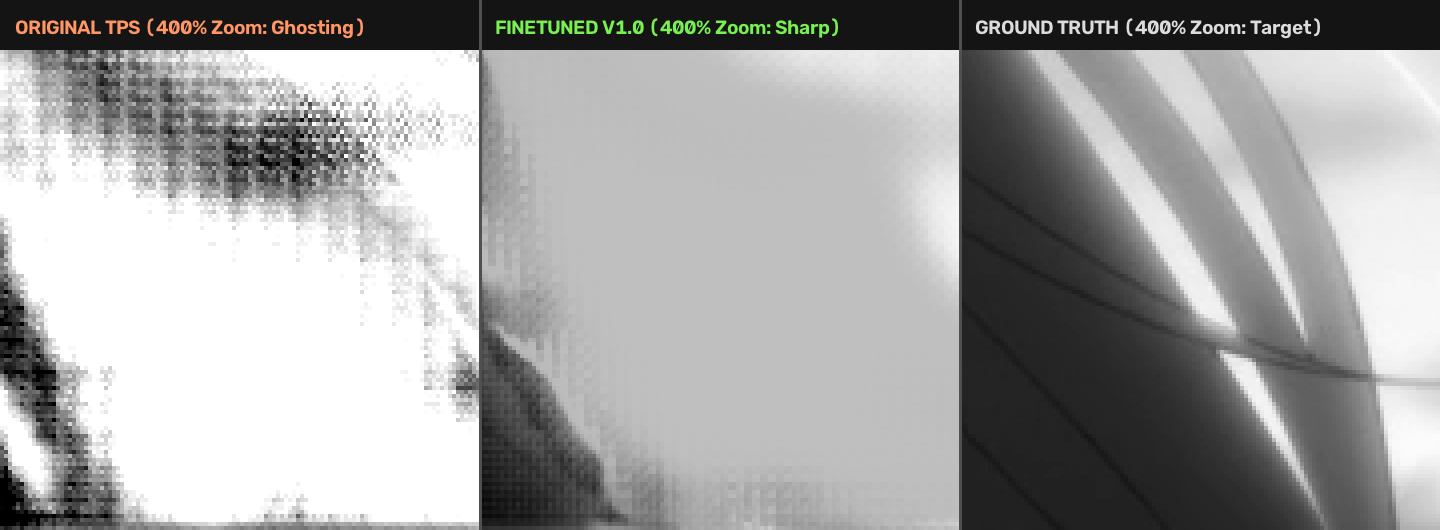 ORIGINAL TPS (400% Zoom: Ghosting)
FINETUNED V1.0 (400% Zoom: Sharp)
GROUND TRUTH (400% Zoom: Target)